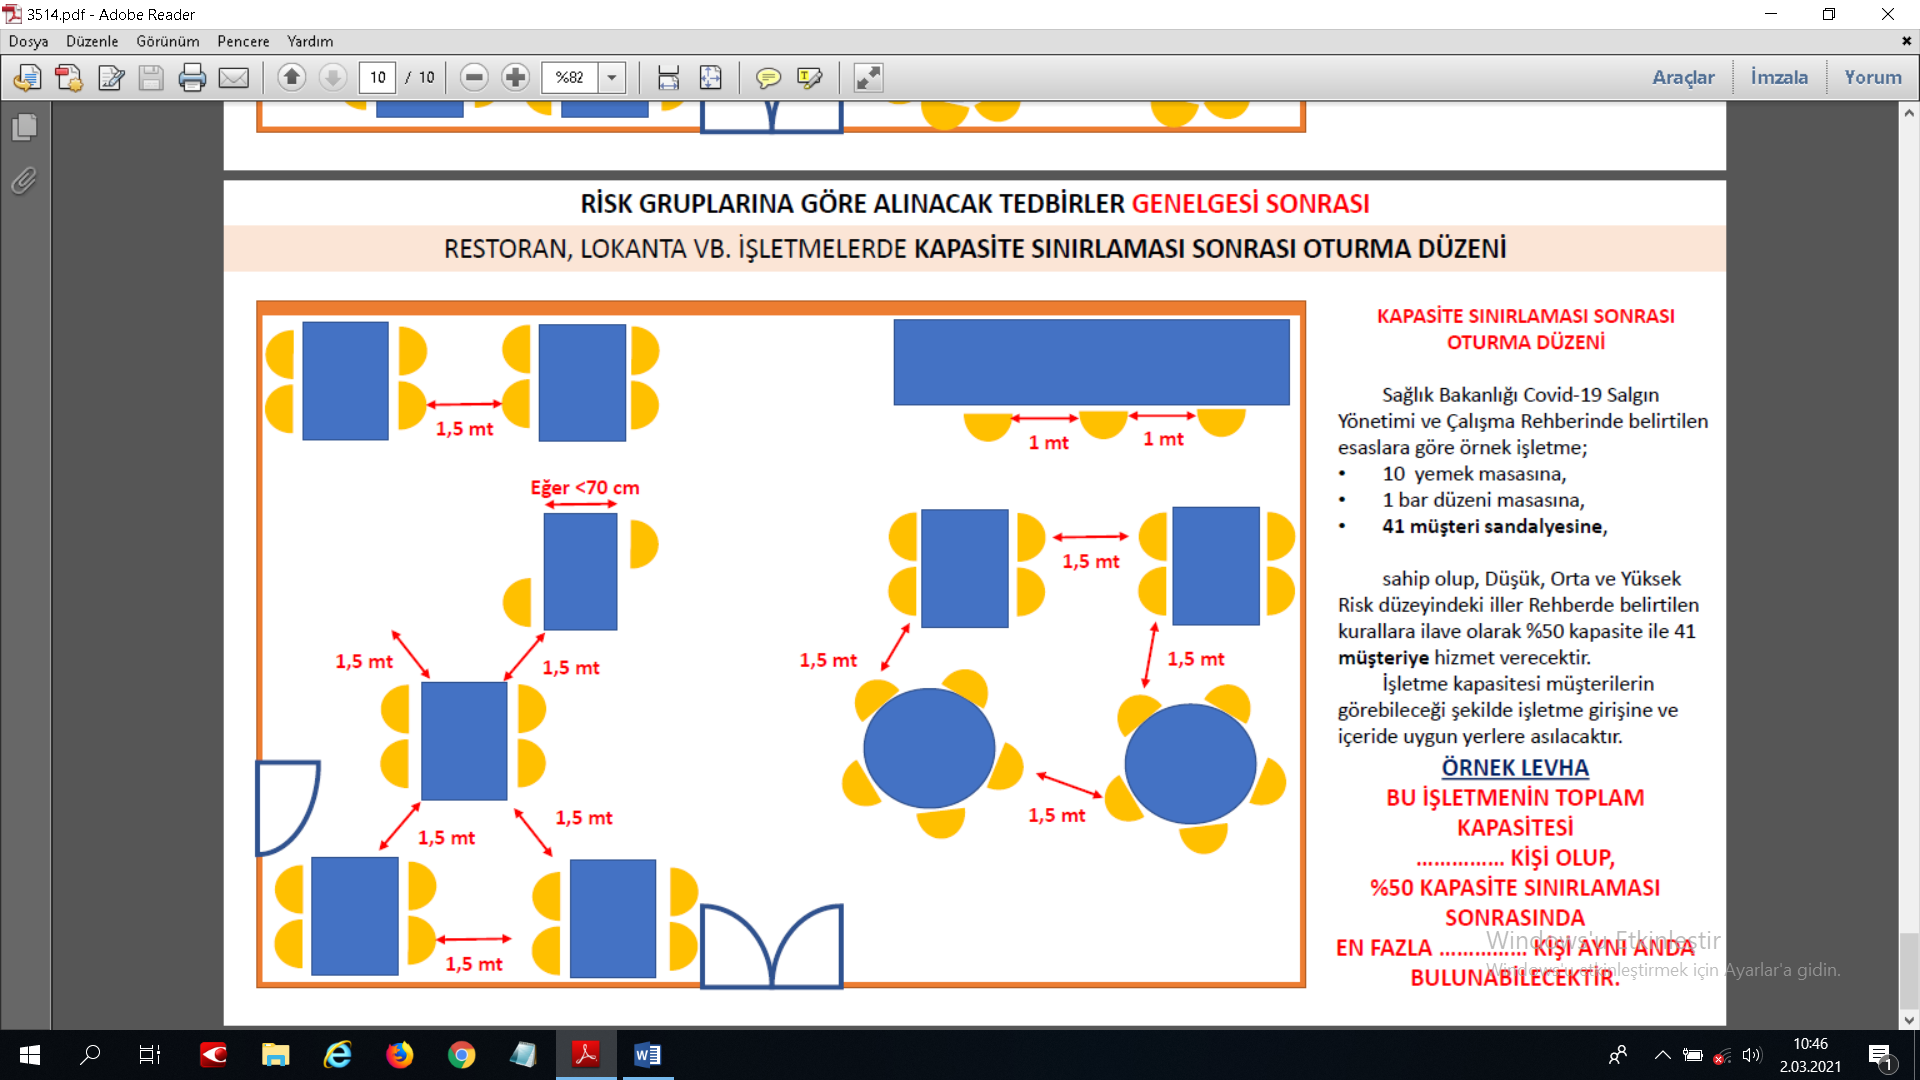 3514.pdf - Adobe Reader
Dosya Düzenle Görünüm Pencere Yardım
10 / 10 %82 Araçlar İmzala Yorum
RİSK GRUPLARINA GÖRE ALINACAK TEDBİRLER GENELGESİ SONRASI
RESTORAN, LOKANTA VB. İŞLETMELERDE KAPASİTE SINIRLAMASI SONRASI OTURMA DÜZENİ
1,5 mt
1 mt
1 mt
Eğer <70 cm
1,5 mt
1,5 mt
1,5 mt
1,5 mt
1,5 mt
1,5 mt
1,5 mt
1,5 mt
1,5 mt
KAPASİTE SINIRLAMASI SONRASI
OTURMA DÜZENİ
Sağlık Bakanlığı Covid-19 Salgın
Yönetimi ve Çalışma Rehberinde belirtilen
esaslara göre örnek işletme;
• 10 yemek masasına,
• 1 bar düzeni masasına,
• 41 müşteri sandalyesine,
sahip olup, Düşük, Orta ve Yüksek
Risk düzeyindeki iller Rehberde belirtilen
kurallara ilave olarak %50 kapasite ile 41
müşteriye hizmet verecektir.
İşletme kapasitesi müşterilerin
görebileceği şekilde işletme girişine ve
içeride uygun yerlere asılacaktır.
ÖRNEK LEVHA
BU İŞLETMENİN TOPLAM
KAPASİTESİ
............... KİŞİ OLUP,
%50 KAPASİTE SINIRLAMASI
SONRASINDA
EN FAZLA ............... KİŞİ AYNI ANDA
BULUNABİLECEKTİR.
Windows'u Etkinleştir
Windows'u etkinleştirmek için Ayarlar'a gidin.
10:46
2.03.2021
1